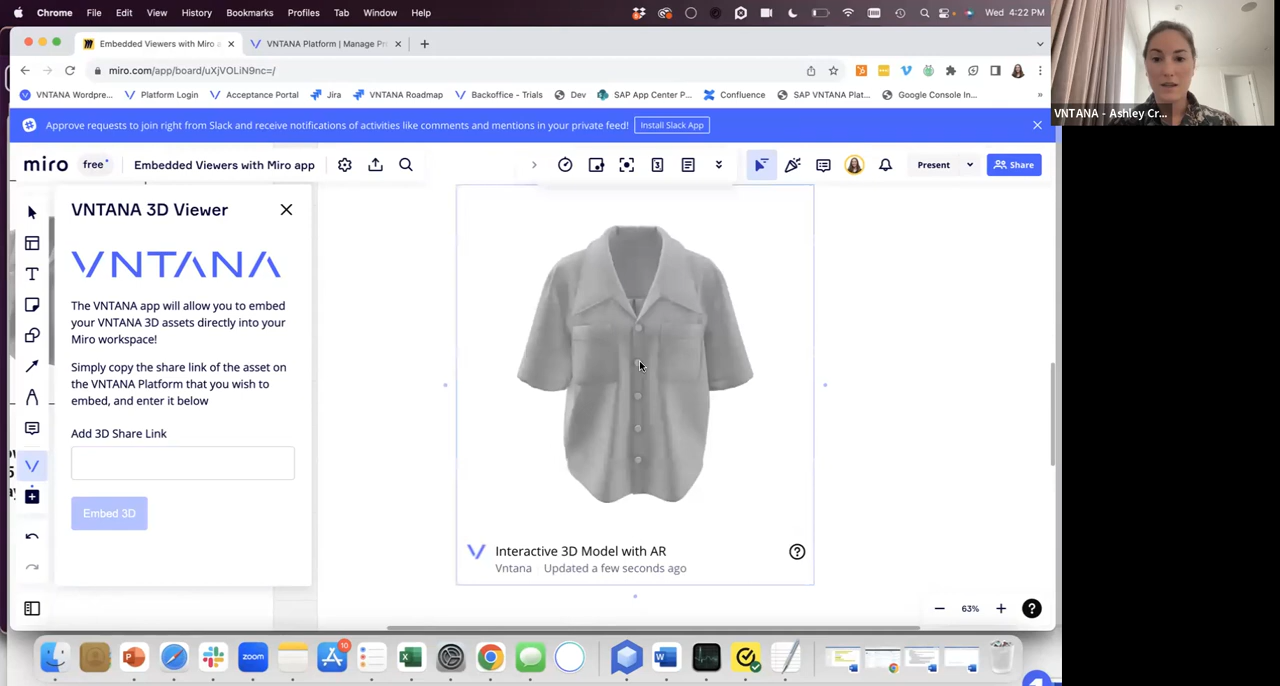 Chrome File Edit View History Bookmarks Profiles Tab Window Help Wed 4:22 PM
Embedded Viewers with Miro a
VNTANA Platform | Manage Pr
miro.com/app/board/uXjVOLiN9nc=/
VNTANA Wordpre... Platform Login Acceptance Portal Jira VNTANA Roadmap Backoffice - Trials Dev SAP App Center P... Confluence SAP VNTANA Plat... Google Console In...
VNTANA - Ashley Cr...
Approve requests to join right from Slack and receive notifications of activities like comments and mentions in your private feed! Install Slack App
miro free Embedded Viewers with Miro app Present Share
VNTANA 3D Viewer
VNTANA
The VNTANA app will allow you to embed
your VNTANA 3D assets directly into your
Miro workspace!
Simply copy the share link of the asset on
the VNTANA Platform that you wish to
embed, and enter it below
Add 3D Share Link
Embed 3D
Interactive 3D Model with AR
Vntana Updated a few seconds ago
63%
10
zoom